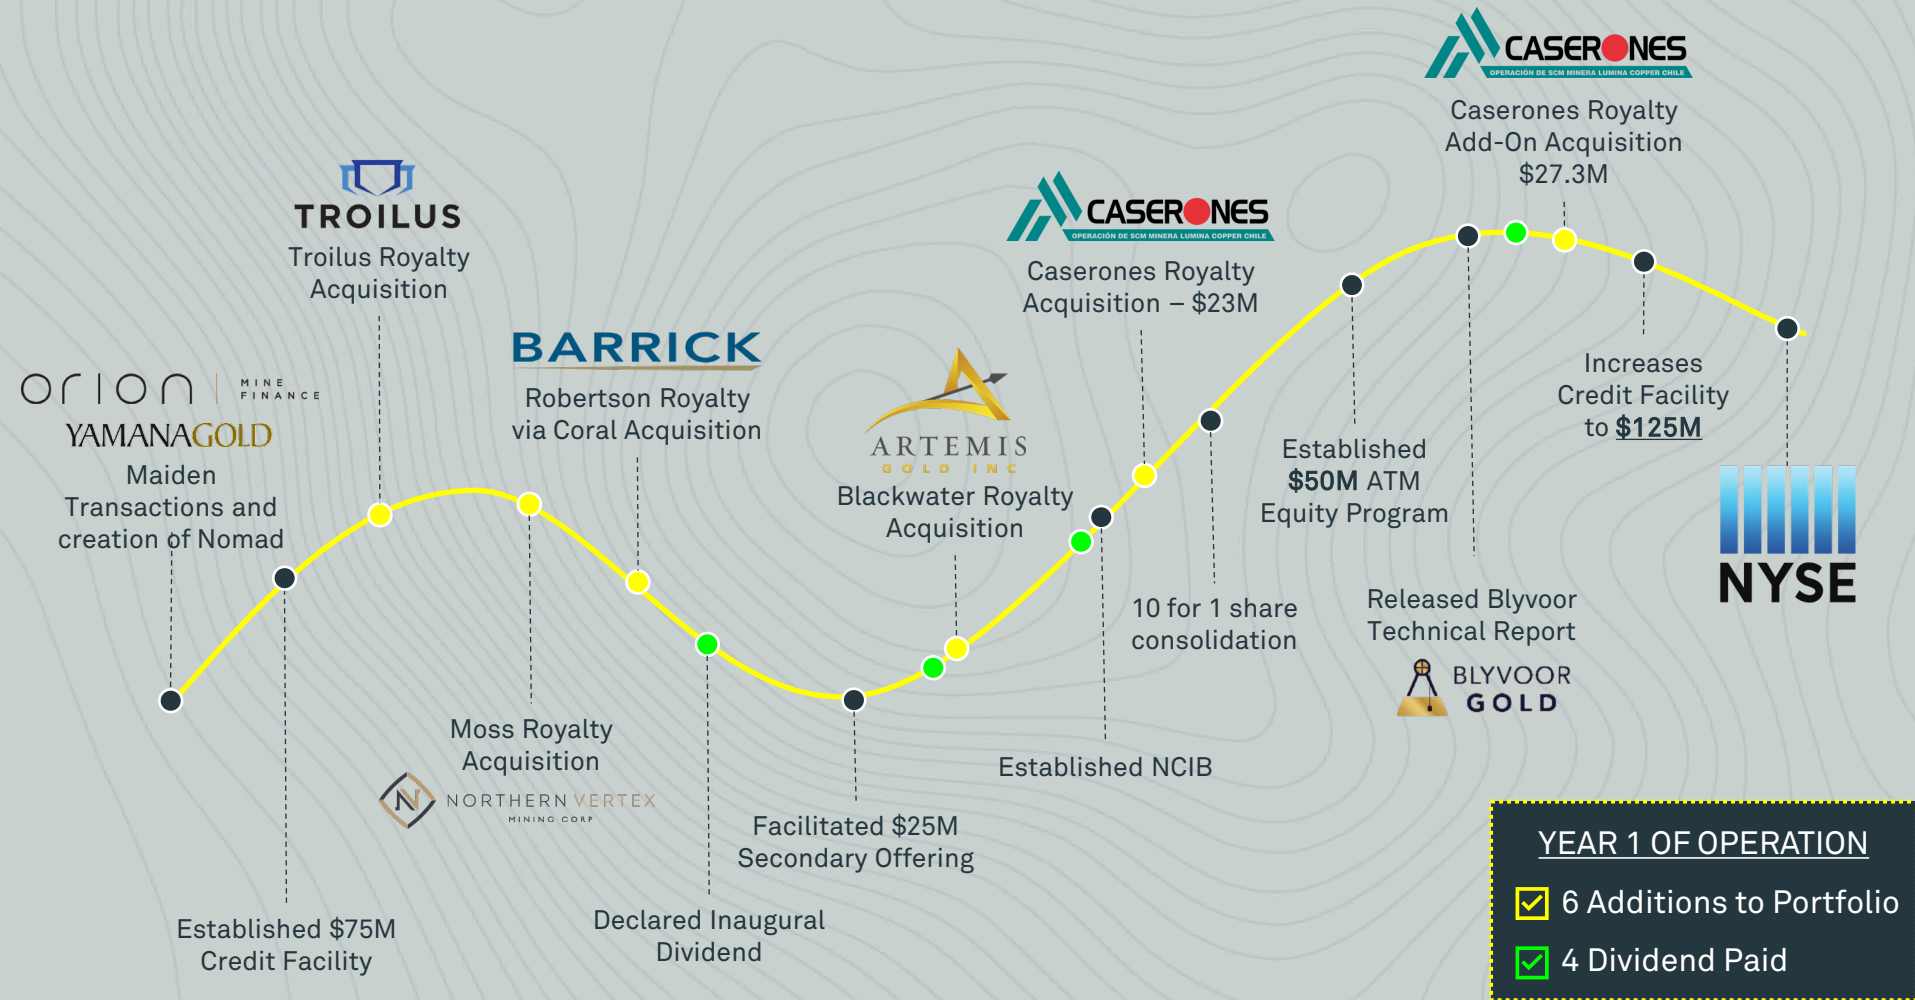 orion | MINE
FINANCE
YAMANAGOLD
Maiden
Transactions and
creation of Nomad
Established $75M
Credit Facility
TROILUS
Troilus Royalty
Acquisition
Moss Royalty
Acquisition
N NORTHERN VERTEX
MINING CORP
BARRICK
Robertson Royalty
via Coral Acquisition
Declared Inaugural
Dividend
Facilitated $25M
Secondary Offering
ARTEMIS
GOLD INC
Blackwater Royalty
Acquisition
Established NCIB
CASERONES
OPERACIÓN DE SCM MINERA LUMINA COPPER CHILE
Caserones Royalty
Acquisition – $23M
10 for 1 share
consolidation
Established
$50M ATM
Equity Program
Released Blyvoor
Technical Report
BLYVOOR
GOLD
CASERONES
OPERACIÓN DE SCM MINERA LUMINA COPPER CHILE
Caserones Royalty
Add-On Acquisition
$27.3M
Increases
Credit Facility
to $125M
NYSE
YEAR 1 OF OPERATION
6 Additions to Portfolio
4 Dividend Paid